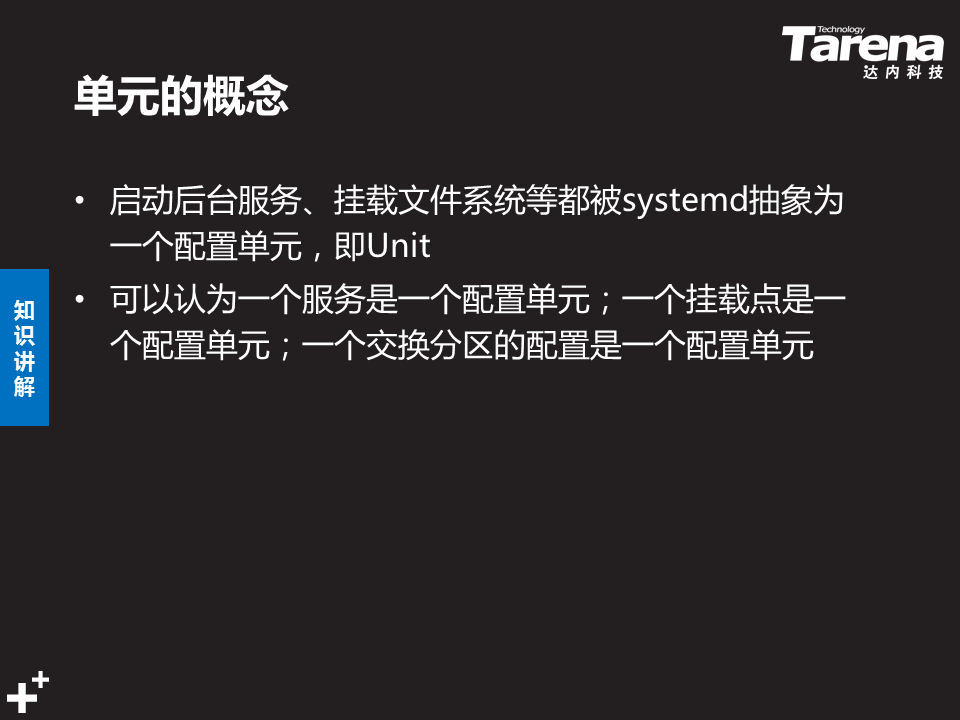 Technology
Tarena
达内科技
单元的概念
• 启动后台服务、挂载文件系统等都被systemd抽象为
一个配置单元，即Unit
• 可以认为一个服务是一个配置单元；一个挂载点是一
个配置单元；一个交换分区的配置是一个配置单元
知
识
讲
解